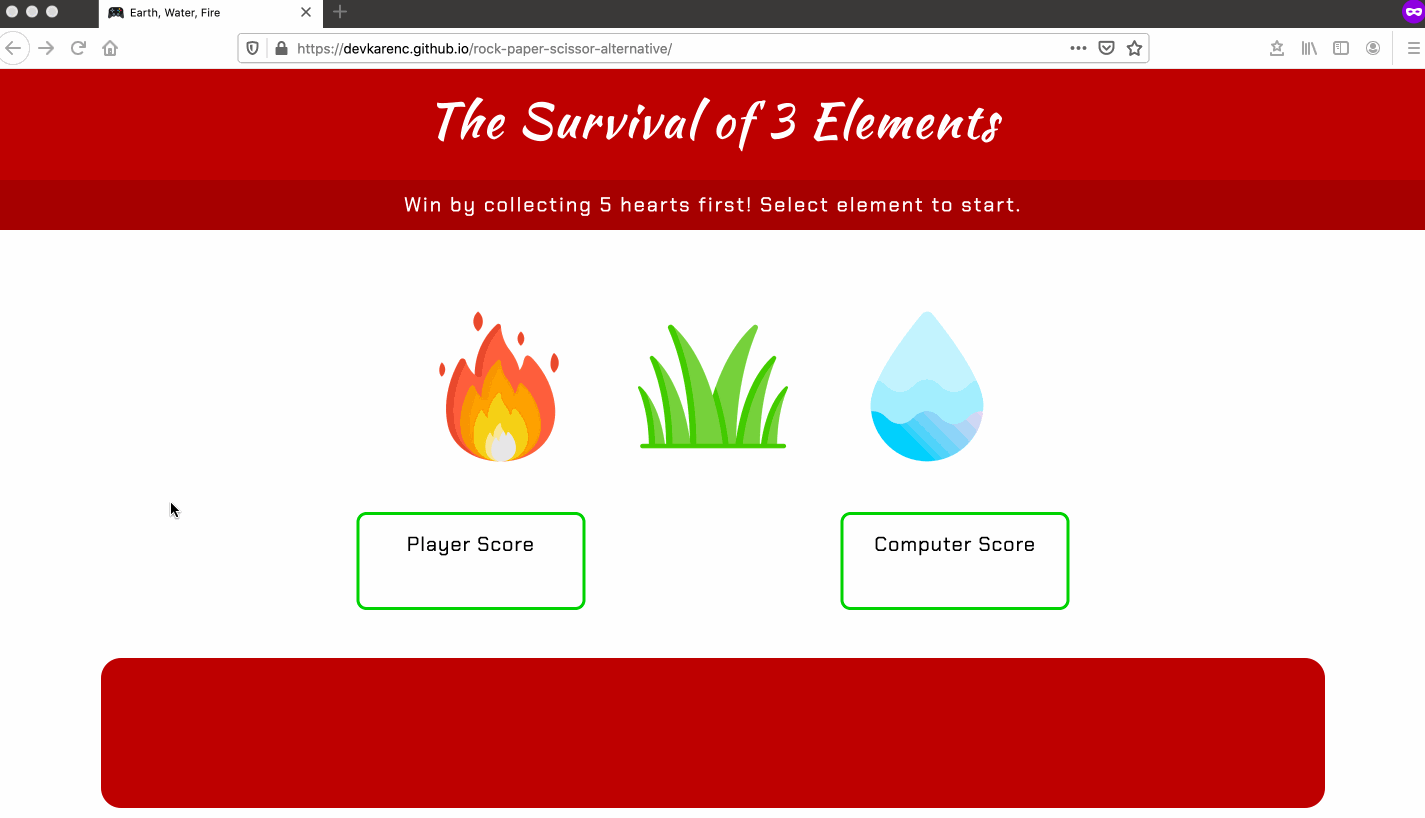 Earth, Water, Fire
https://devkarenc.github.io/rock-paper-scissor-alternative/
The Survival of 3 Elements
Win by collecting 5 hearts first! Select element to start.
Player Score
Computer Score